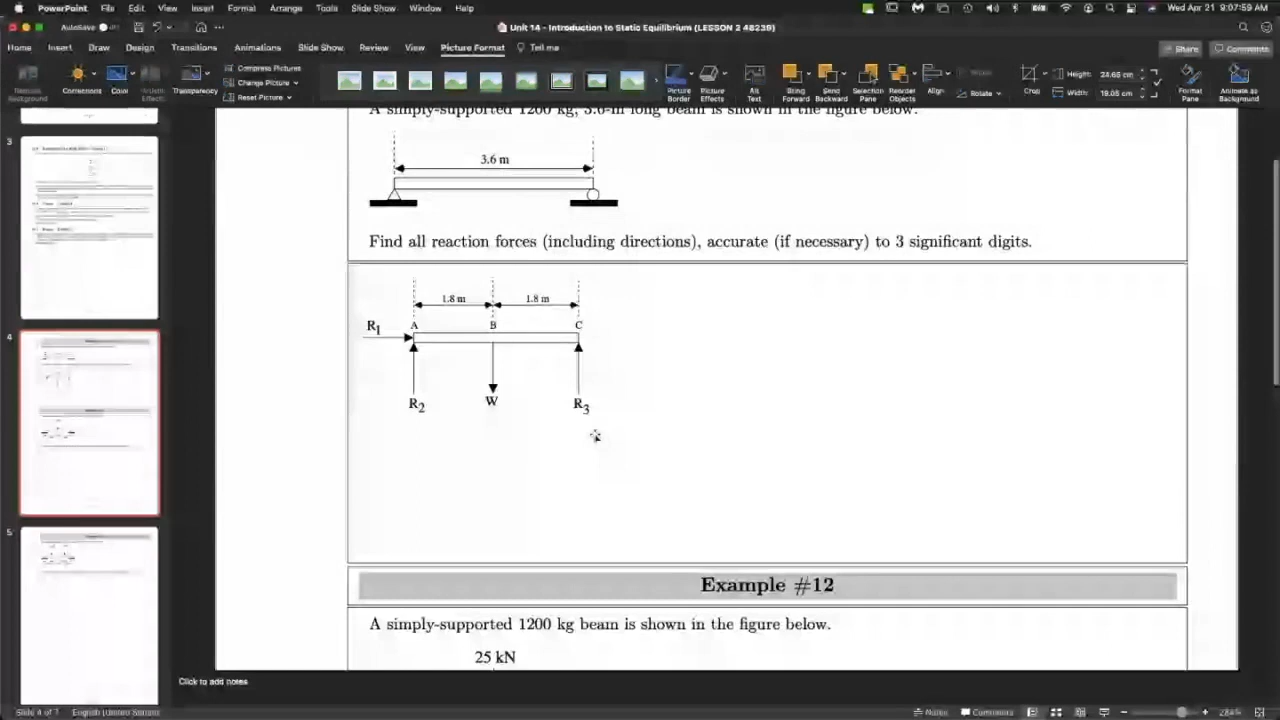 PowerPoint File Edit View Insert Format Arrange Tools Slide Show Window Help Wed Apr 21 9:07:59 AM
AutoSave Unit 14 - Introduction to Static Equilibrium (LESSON 2 48239)
Home Insert Draw Design Transitions Animations Slide Show Review View Picture Format Tell me Share Comments
Remove Background Corrections Color Artistic Effects Transparency Compress Pictures Change Picture Reset Picture Picture Border Picture Effects Alt Text Bring Forward Send Backward Selection Pane Reorder Objects Align Rotate Crop Height: Width: Format Pane Animate as Background
A simply-supported 1200 kg, 3.6-m long beam is shown in the figure below.
3
3.6 m
Find all reaction forces (including directions), accurate (if necessary) to 3 significant digits.
1.8 m 1.8 m
R1 A B C
4
R2 W R3
5
Example #12
A simply-supported 1200 kg beam is shown in the figure below.
25 kN
Click to add notes
Slide 4 of 7 English (United States) Notes Comments 284%